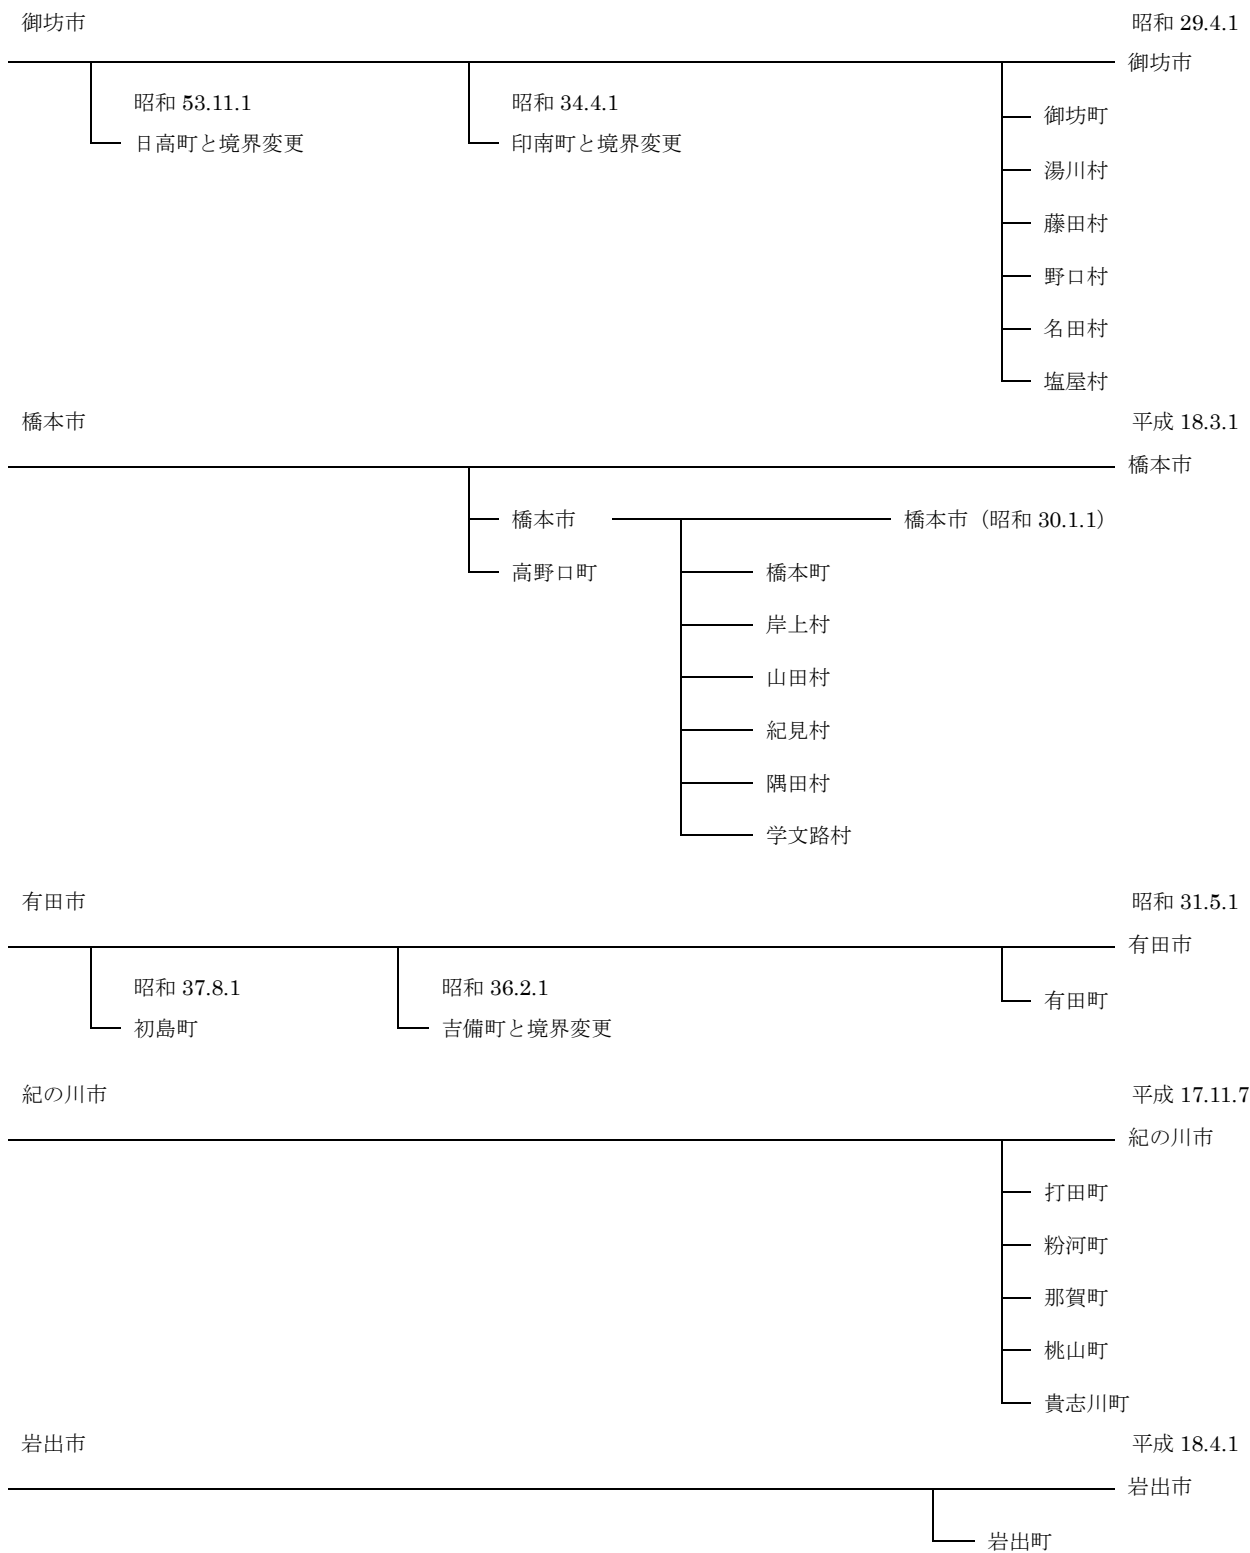 御坊市 昭和 29.4.1
御坊市
昭和 53.11.1 昭和 34.4.1
日高町と境界変更 印南町と境界変更
御坊町
湯川村
藤田村
野口村
名田村
塩屋村
橋本市 平成 18.3.1
橋本市
橋本市 橋本市（昭和 30.1.1）
高野口町 橋本町
岸上村
山田村
紀見村
隅田村
学文路村
有田市 昭和 31.5.1
有田市
昭和 37.8.1 昭和 36.2.1
有田町
初島町 吉備町と境界変更
紀の川市 平成 17.11.7
紀の川市
打田町
粉河町
那賀町
桃山町
貴志川町
岩出市 平成 18.4.1
岩出市
岩出町